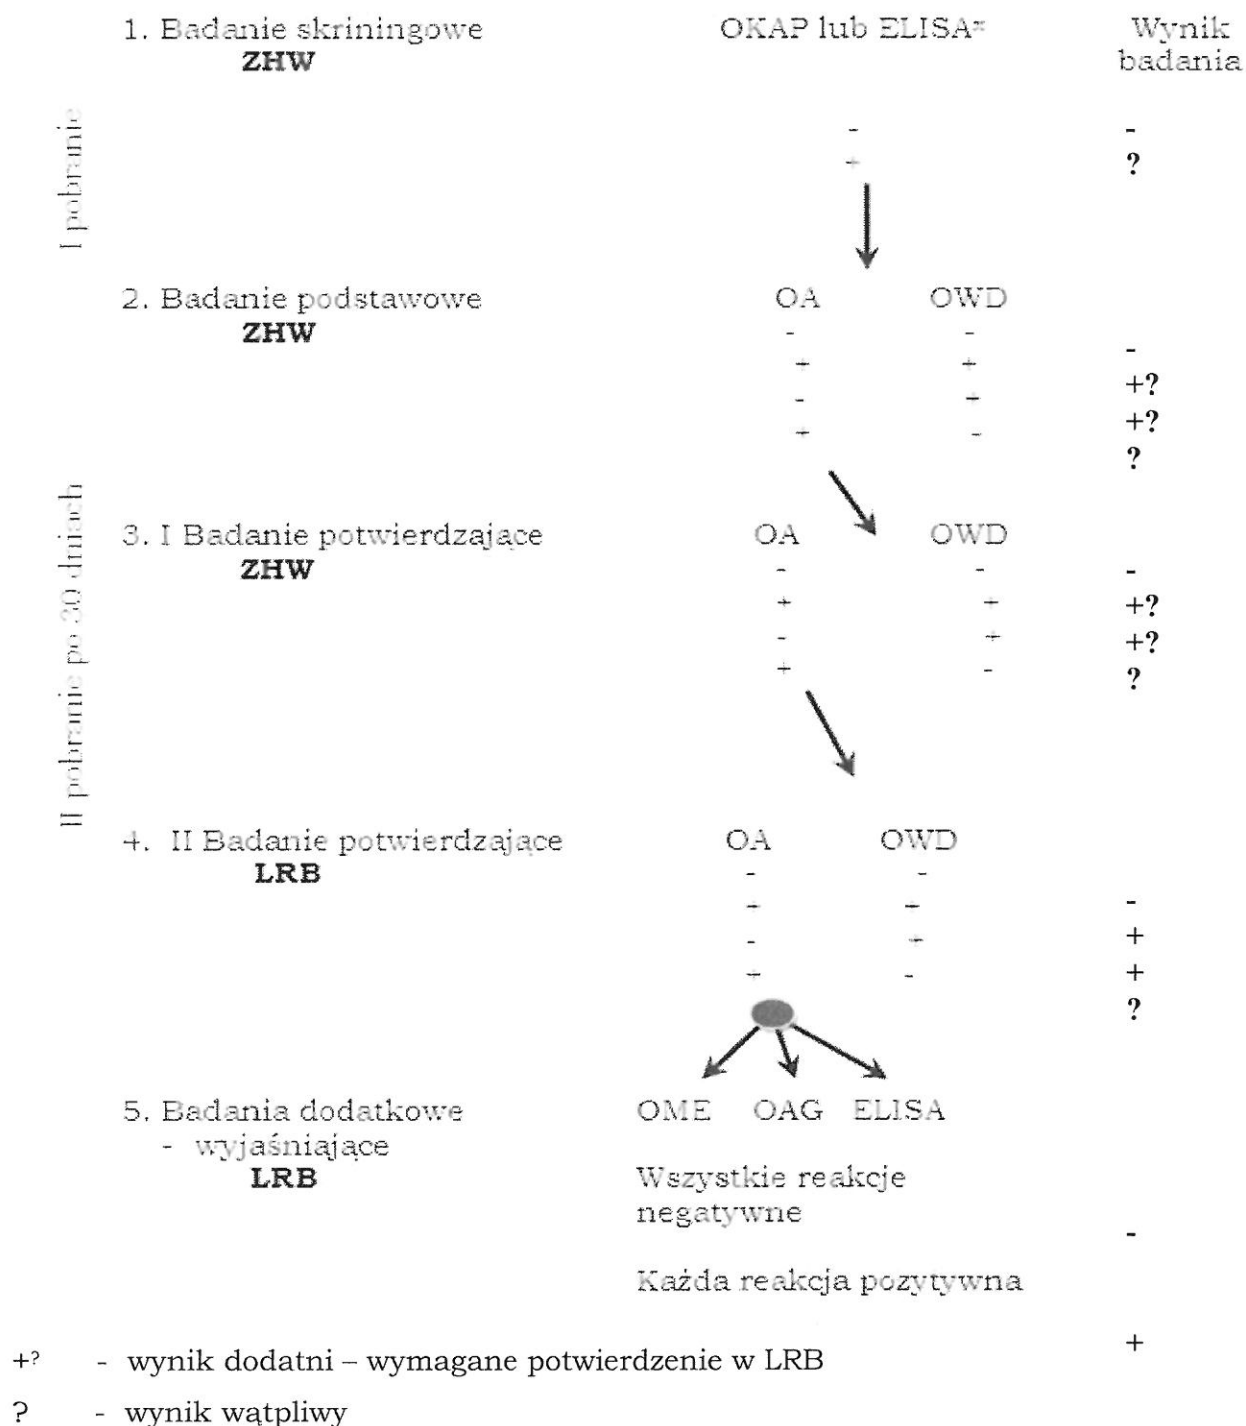 1. Badanie skriningowe OKAP lub ELISA* Wynik
ZHW badania
I pobranie
- -
+ ?
2. Badanie podstawowe OA OWD
ZHW - -
-
+ +
+?
- +
+?
+ -
?
II pobranie po 30 dniach
3. I Badanie potwierdzające OA OWD
ZHW - - -
+ + +?
- + +?
+ - ?
4. II Badanie potwierdzające OA OWD
LRB - -
+ + -
- + +
+ - +
?
5. Badania dodatkowe OME OAG ELISA
- wyjaśniające
LRB Wszystkie reakcje
negatywne
-
Każda reakcja pozytywna
+
+? - wynik dodatni – wymagane potwierdzenie w LRB
? - wynik wątpliwy